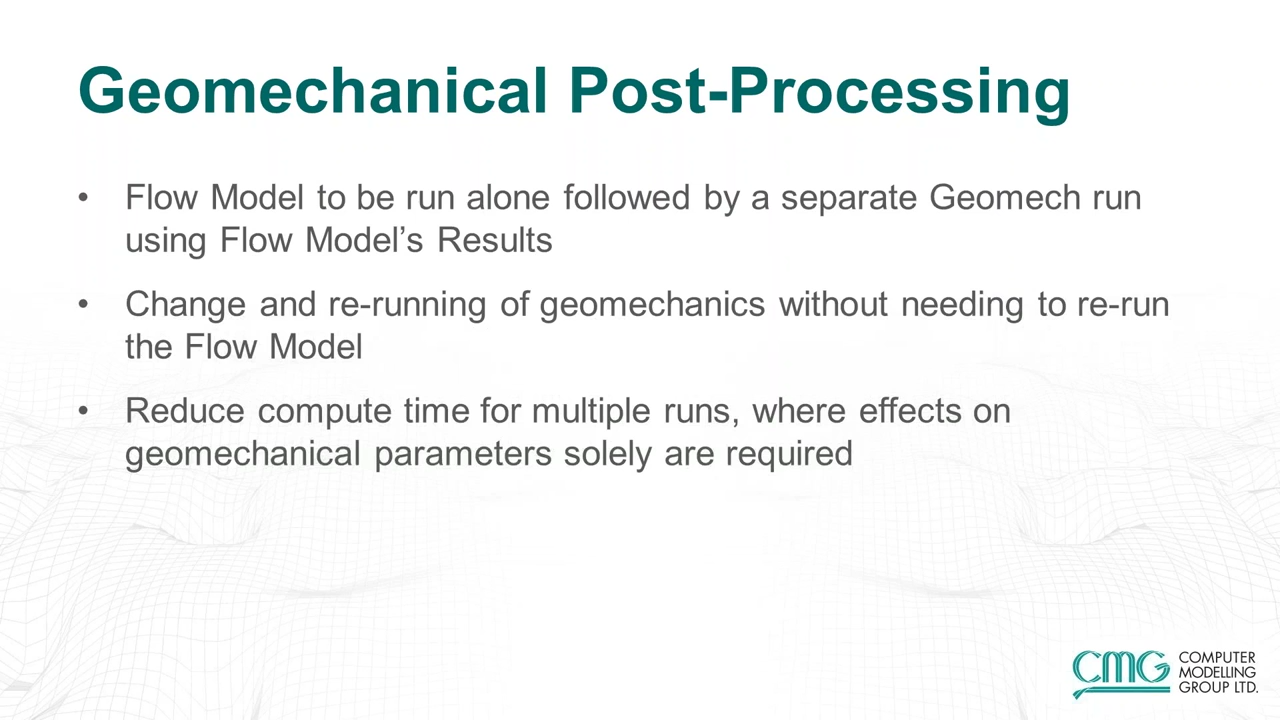 Geomechanical Post-Processing
• Flow Model to be run alone followed by a separate Geomech run
using Flow Model’s Results
• Change and re-running of geomechanics without needing to re-run
the Flow Model
• Reduce compute time for multiple runs, where effects on
geomechanical parameters solely are required
CMG
COMPUTER
MODELLING
GROUP LTD.